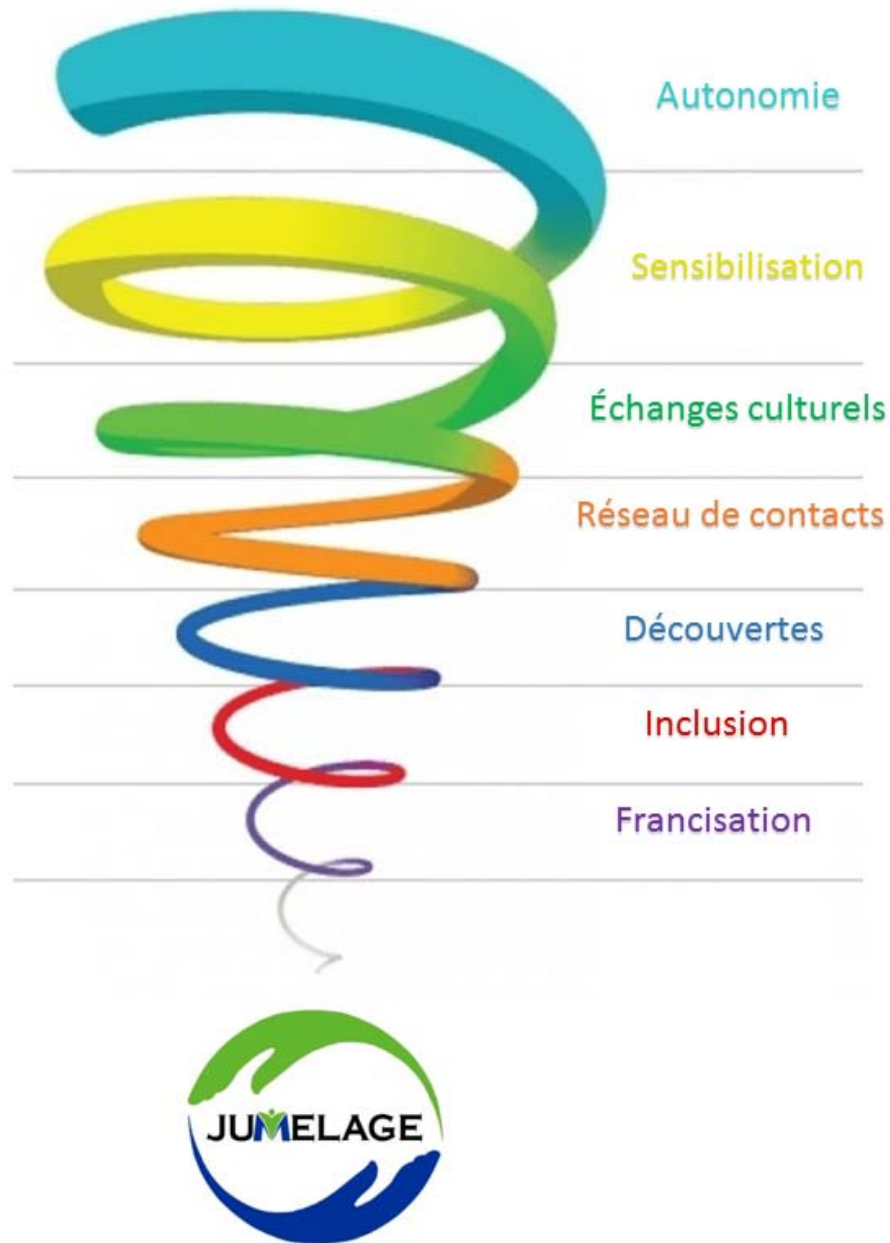 Autonomie
Sensibilisation
Échanges culturels
Réseau de contacts
Découvertes
Inclusion
Francisation
JUMELAGE